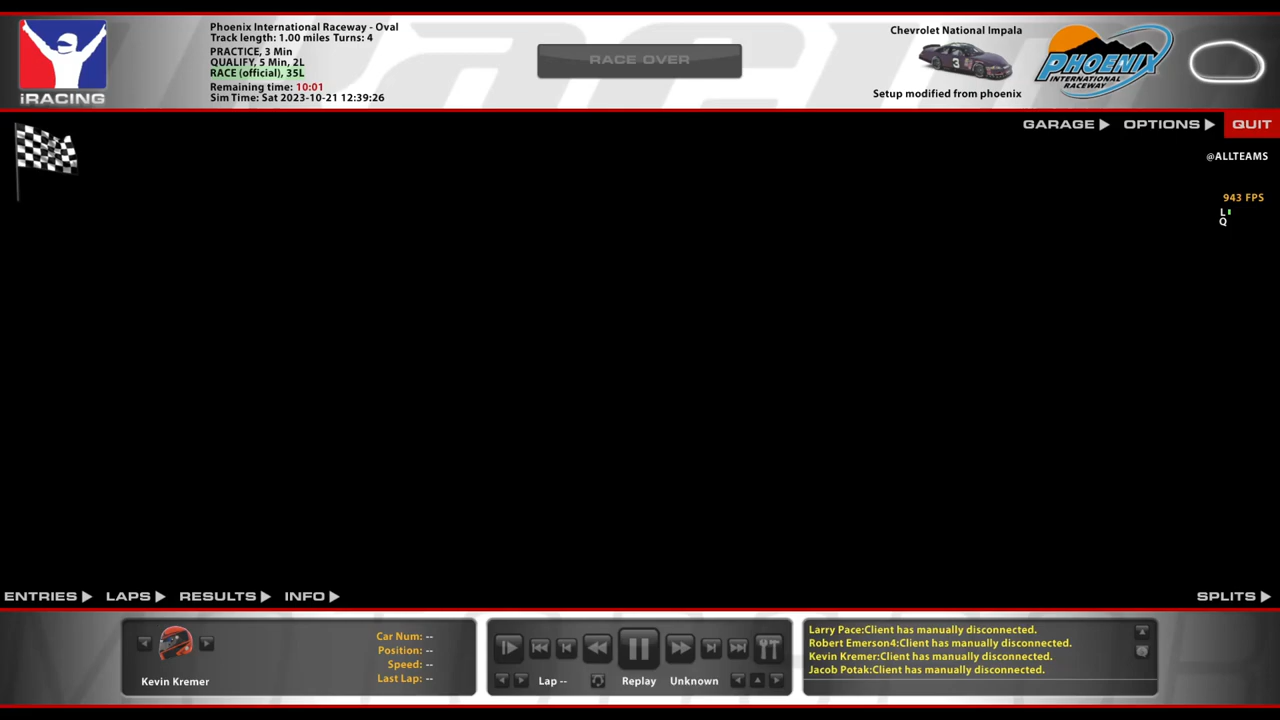 Phoenix International Raceway - Oval
Track length: 1.00 miles Turns: 4
PRACTICE, 3 Min
QUALIFY, 5 Min, 2L
RACE (official), 35L
Remaining time: 10:01
Sim Time: Sat 2023-10-21 12:39:26
iRACING
RACE OVER
Chevrolet National Impala
3
Setup modified from phoenix
PHOENIX
INTERNATIONAL
RACEWAY
GARAGE
OPTIONS
QUIT
@ALLTEAMS
943 FPS
L
Q
ENTRIES
LAPS
RESULTS
INFO
SPLITS
Kevin Kremer
Car Num: --
Position: --
Speed: --
Last Lap: --
Lap --
Replay
Unknown
Larry Pace:Client has manually disconnected.
Robert Emerson4:Client has manually disconnected.
Kevin Kremer:Client has manually disconnected.
Jacob Potak:Client has manually disconnected.